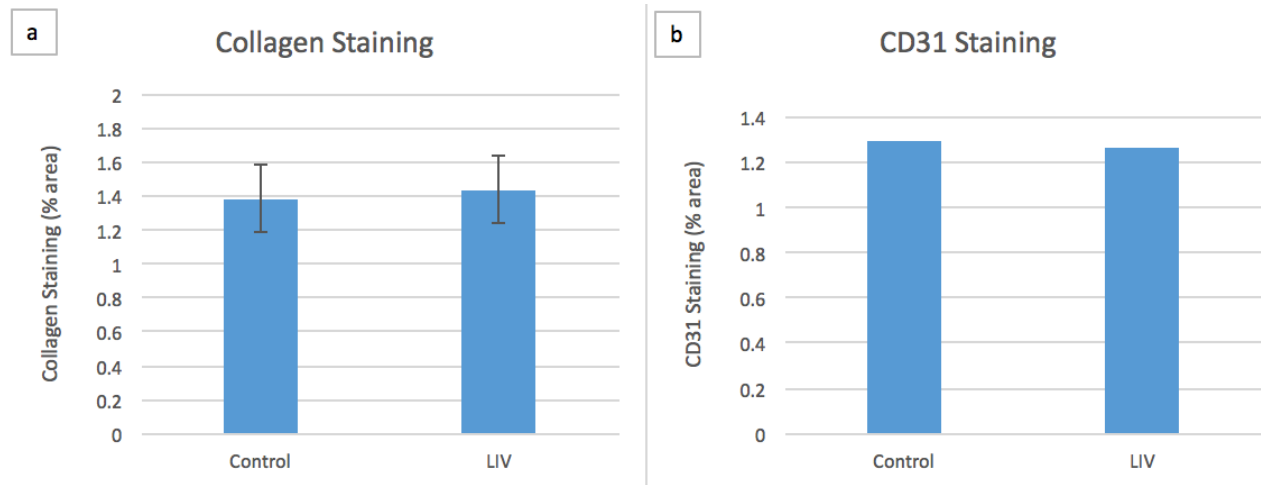 a
Collagen Staining
Collagen Staining (% area)
2
1.8
1.6
1.4
1.2
1
0.8
0.6
0.4
0.2
0
Control LIV
b
CD31 Staining
CD31 Staining (% area)
1.4
1.2
1
0.8
0.6
0.4
0.2
0
Control LIV